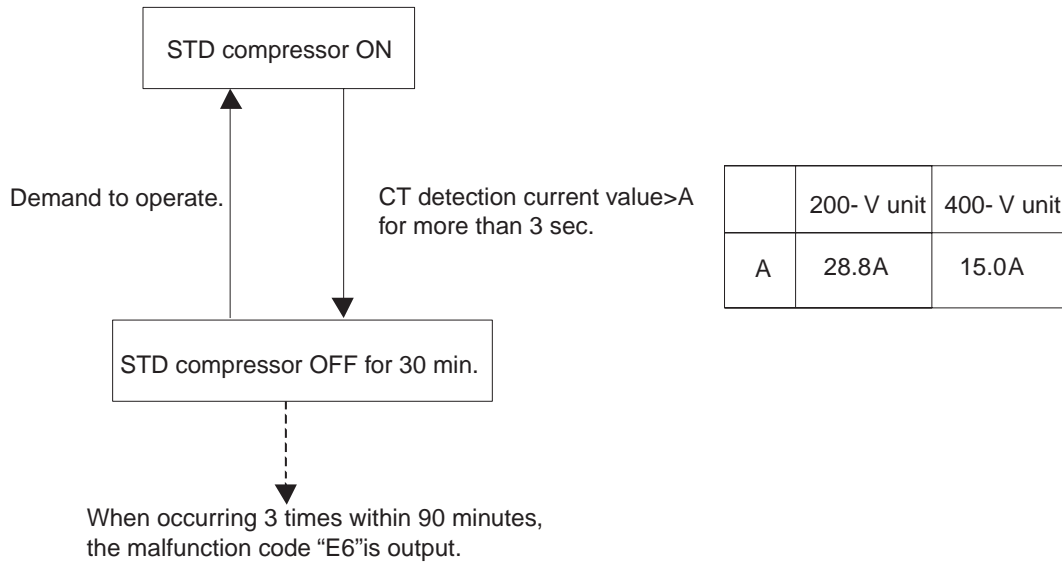 STD compressor ON
Demand to operate.
CT detection current value>A
for more than 3 sec.
200- V unit 400- V unit
A 28.8A 15.0A
STD compressor OFF for 30 min.
When occurring 3 times within 90 minutes,
the malfunction code “E6”is output.